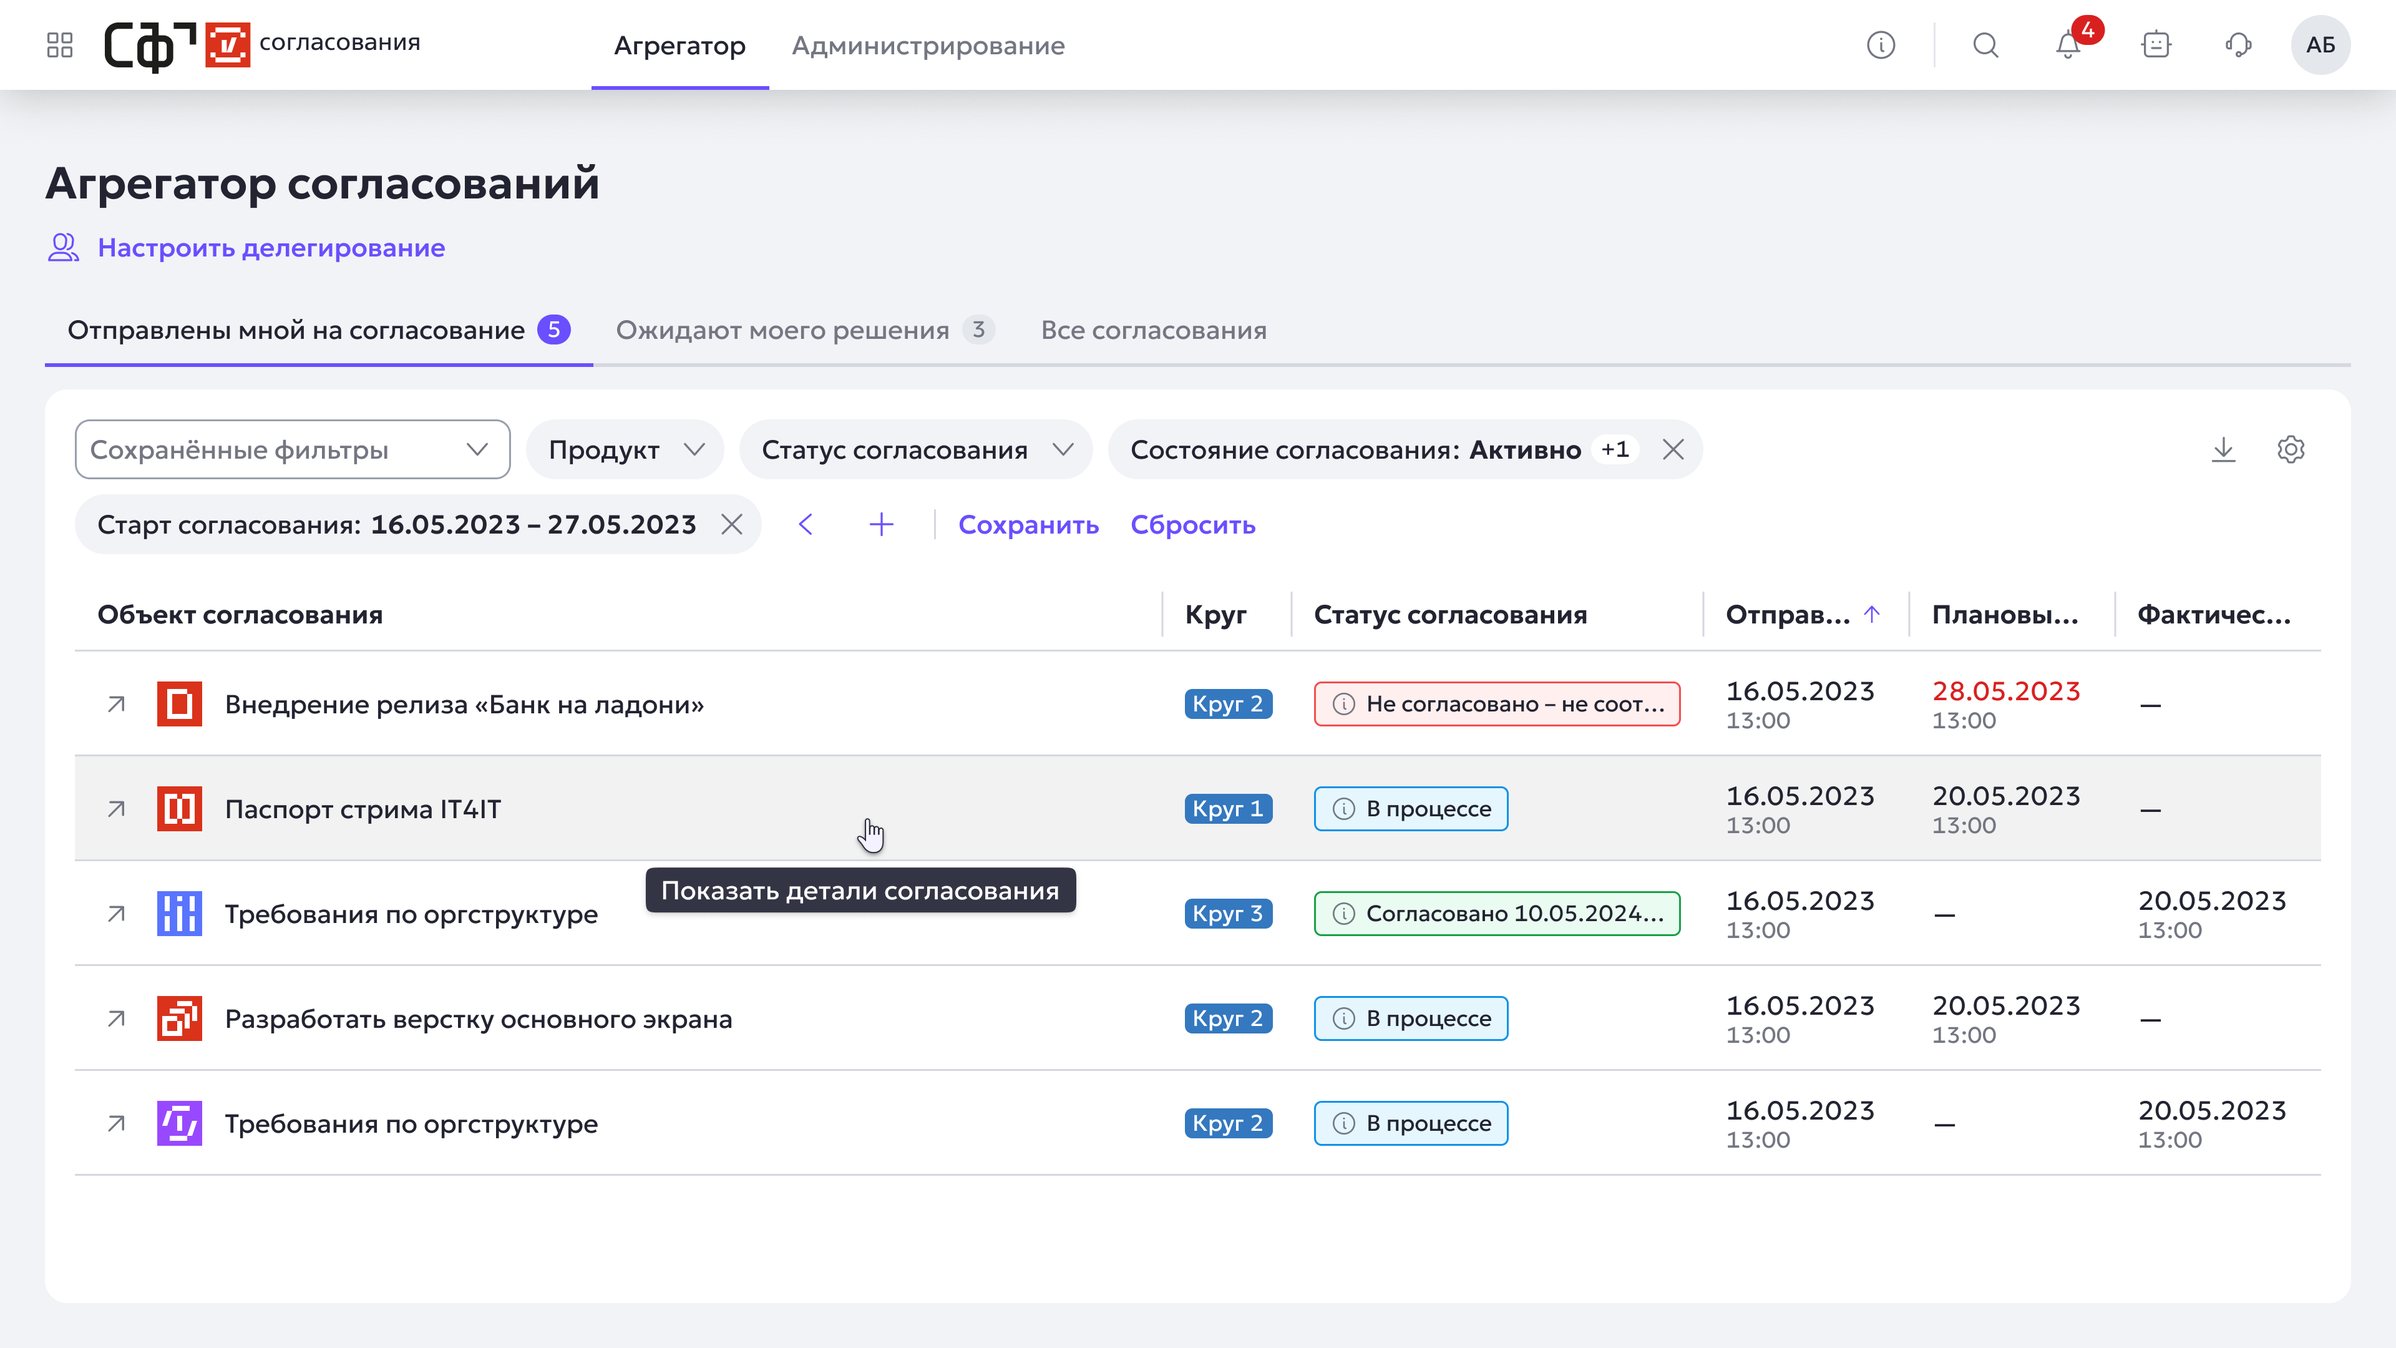 СФ согласования
Агрегатор Администрирование
4
АБ
Агрегатор согласований
Настроить делегирование
Отправлены мной на согласование 5 Ожидают моего решения 3 Все согласования
Сохранённые фильтры Продукт Статус согласования Состояние согласования: Активно +1
Старт согласования: 16.05.2023 – 27.05.2023 Сохранить Сбросить
Объект согласования Круг Статус согласования Отправ... Плановы... Фактичес...
Внедрение релиза «Банк на ладони» Круг 2 Не согласовано – не соот... 16.05.2023 28.05.2023 —
13:00 13:00
Паспорт стрима IT4IT Круг 1 В процессе 16.05.2023 20.05.2023 —
13:00 13:00
Показать детали согласования
Требования по оргструктуре Круг 3 Согласовано 10.05.2024... 16.05.2023 — 20.05.2023
13:00 13:00
Разработать верстку основного экрана Круг 2 В процессе 16.05.2023 20.05.2023 —
13:00 13:00
Требования по оргструктуре Круг 2 В процессе 16.05.2023 — 20.05.2023
13:00 13:00